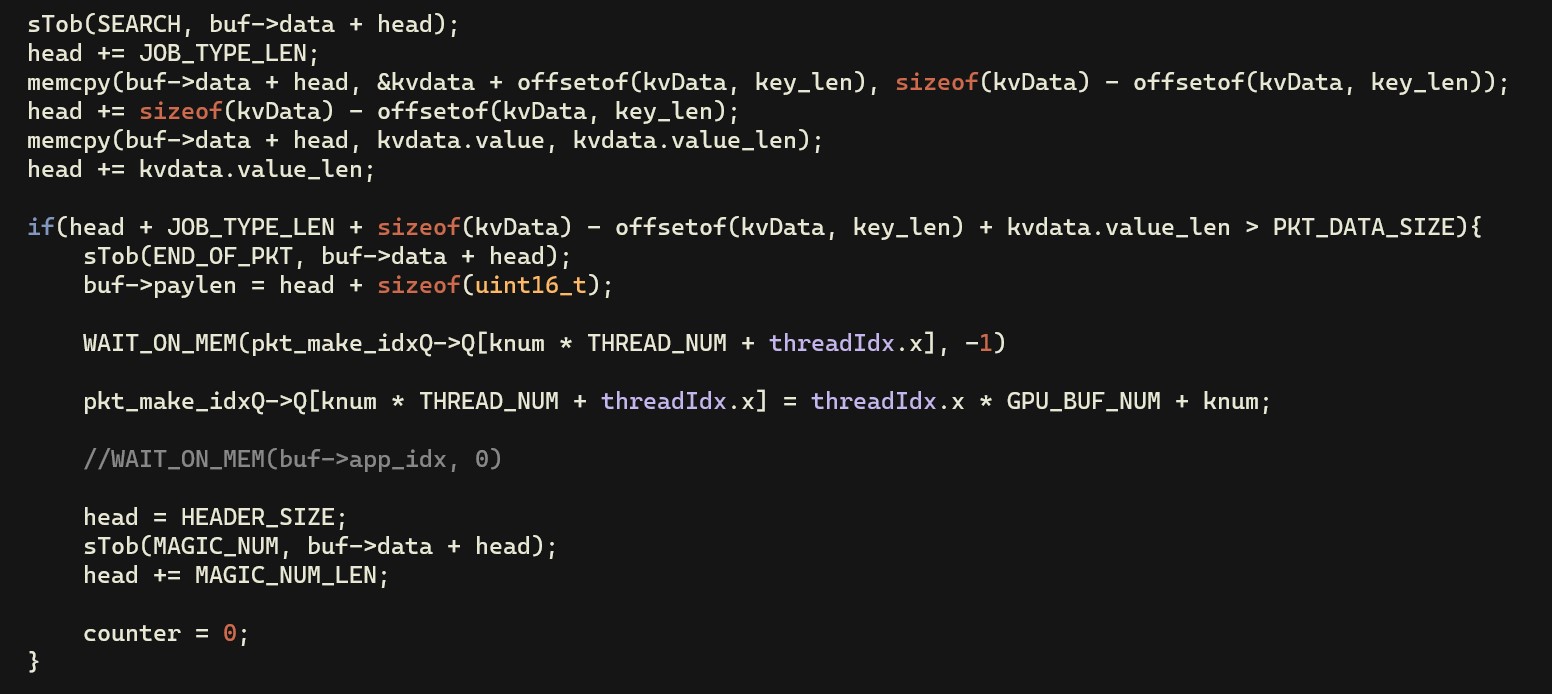 sTob(SEARCH, buf->data + head);
head += JOB_TYPE_LEN;
memcpy(buf->data + head, &kvdata + offsetof(kvData, key_len), sizeof(kvData) - offsetof(kvData, key_len));
head += sizeof(kvData) - offsetof(kvData, key_len);
memcpy(buf->data + head, kvdata.value, kvdata.value_len);
head += kvdata.value_len;

if(head + JOB_TYPE_LEN + sizeof(kvData) - offsetof(kvData, key_len) + kvdata.value_len > PKT_DATA_SIZE){
    sTob(END_OF_PKT, buf->data + head);
    buf->paylen = head + sizeof(uint16_t);

    WAIT_ON_MEM(pkt_make_idxQ->Q[knum * THREAD_NUM + threadIdx.x], -1)

    pkt_make_idxQ->Q[knum * THREAD_NUM + threadIdx.x] = threadIdx.x * GPU_BUF_NUM + knum;

    //WAIT_ON_MEM(buf->app_idx, 0)

    head = HEADER_SIZE;
    sTob(MAGIC_NUM, buf->data + head);
    head += MAGIC_NUM_LEN;

    counter = 0;
}